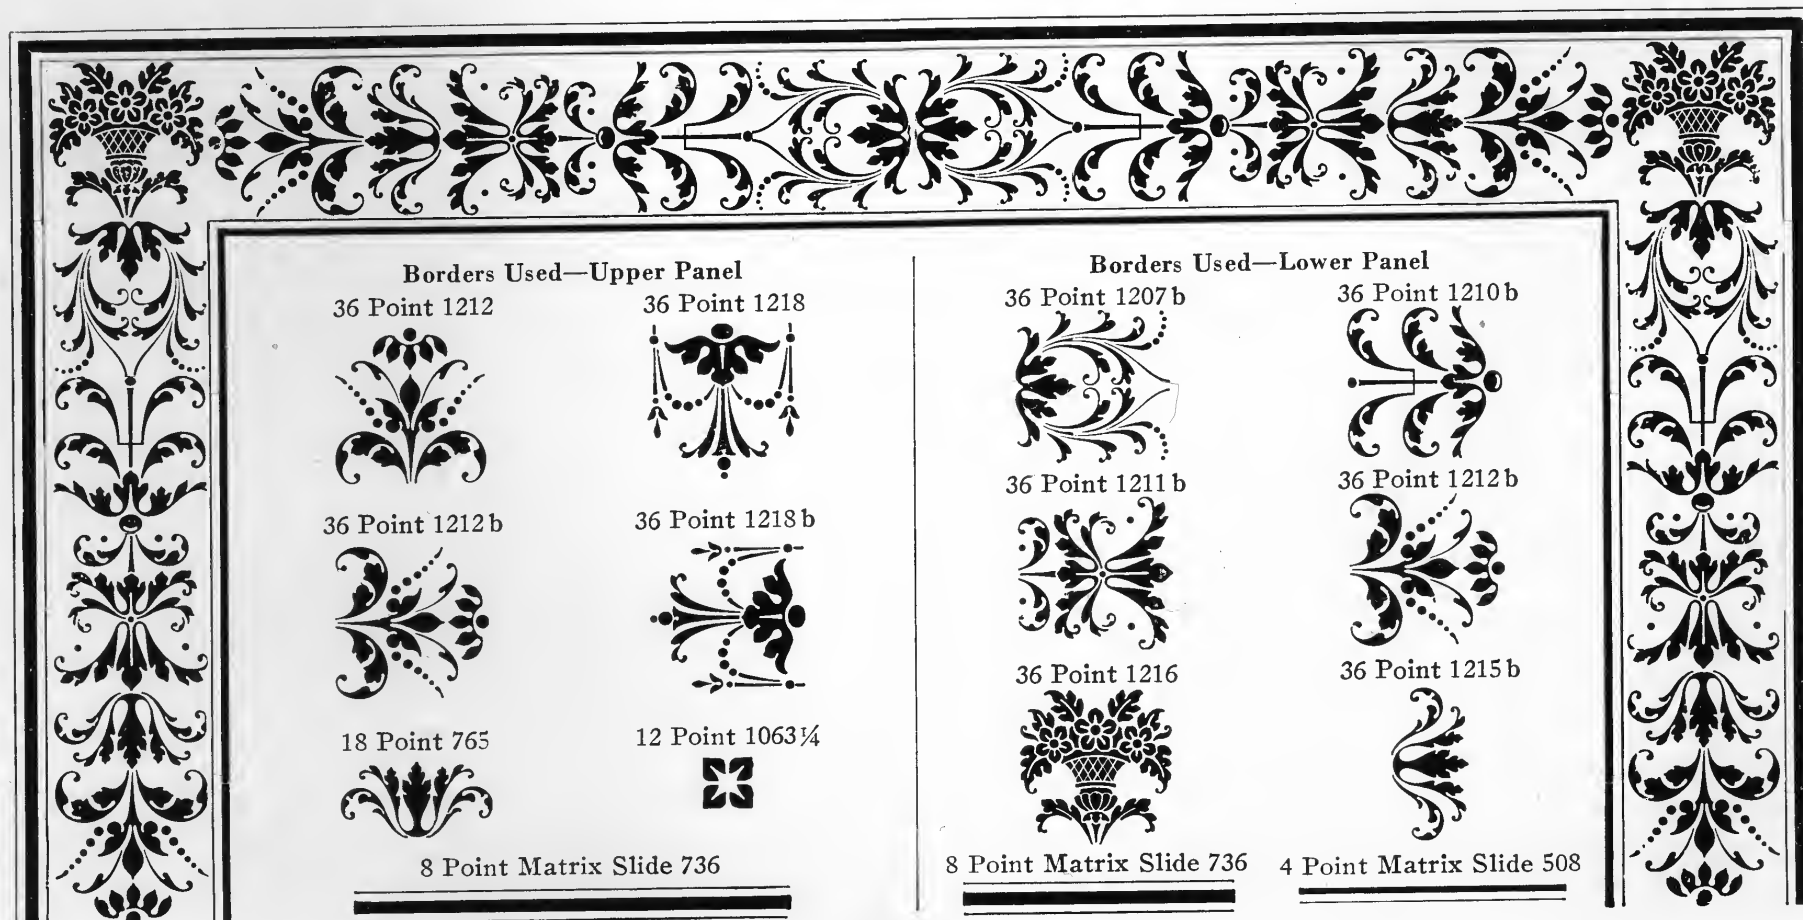 Borders Used—Upper Panel
36 Point 1212
36 Point 1218
36 Point 1212 b
36 Point 1218 b
18 Point 765
12 Point 1063¼
8 Point Matrix Slide 736
Borders Used—Lower Panel
36 Point 1207 b
36 Point 1210 b
36 Point 1211 b
36 Point 1212 b
36 Point 1216
36 Point 1215 b
8 Point Matrix Slide 736
4 Point Matrix Slide 508